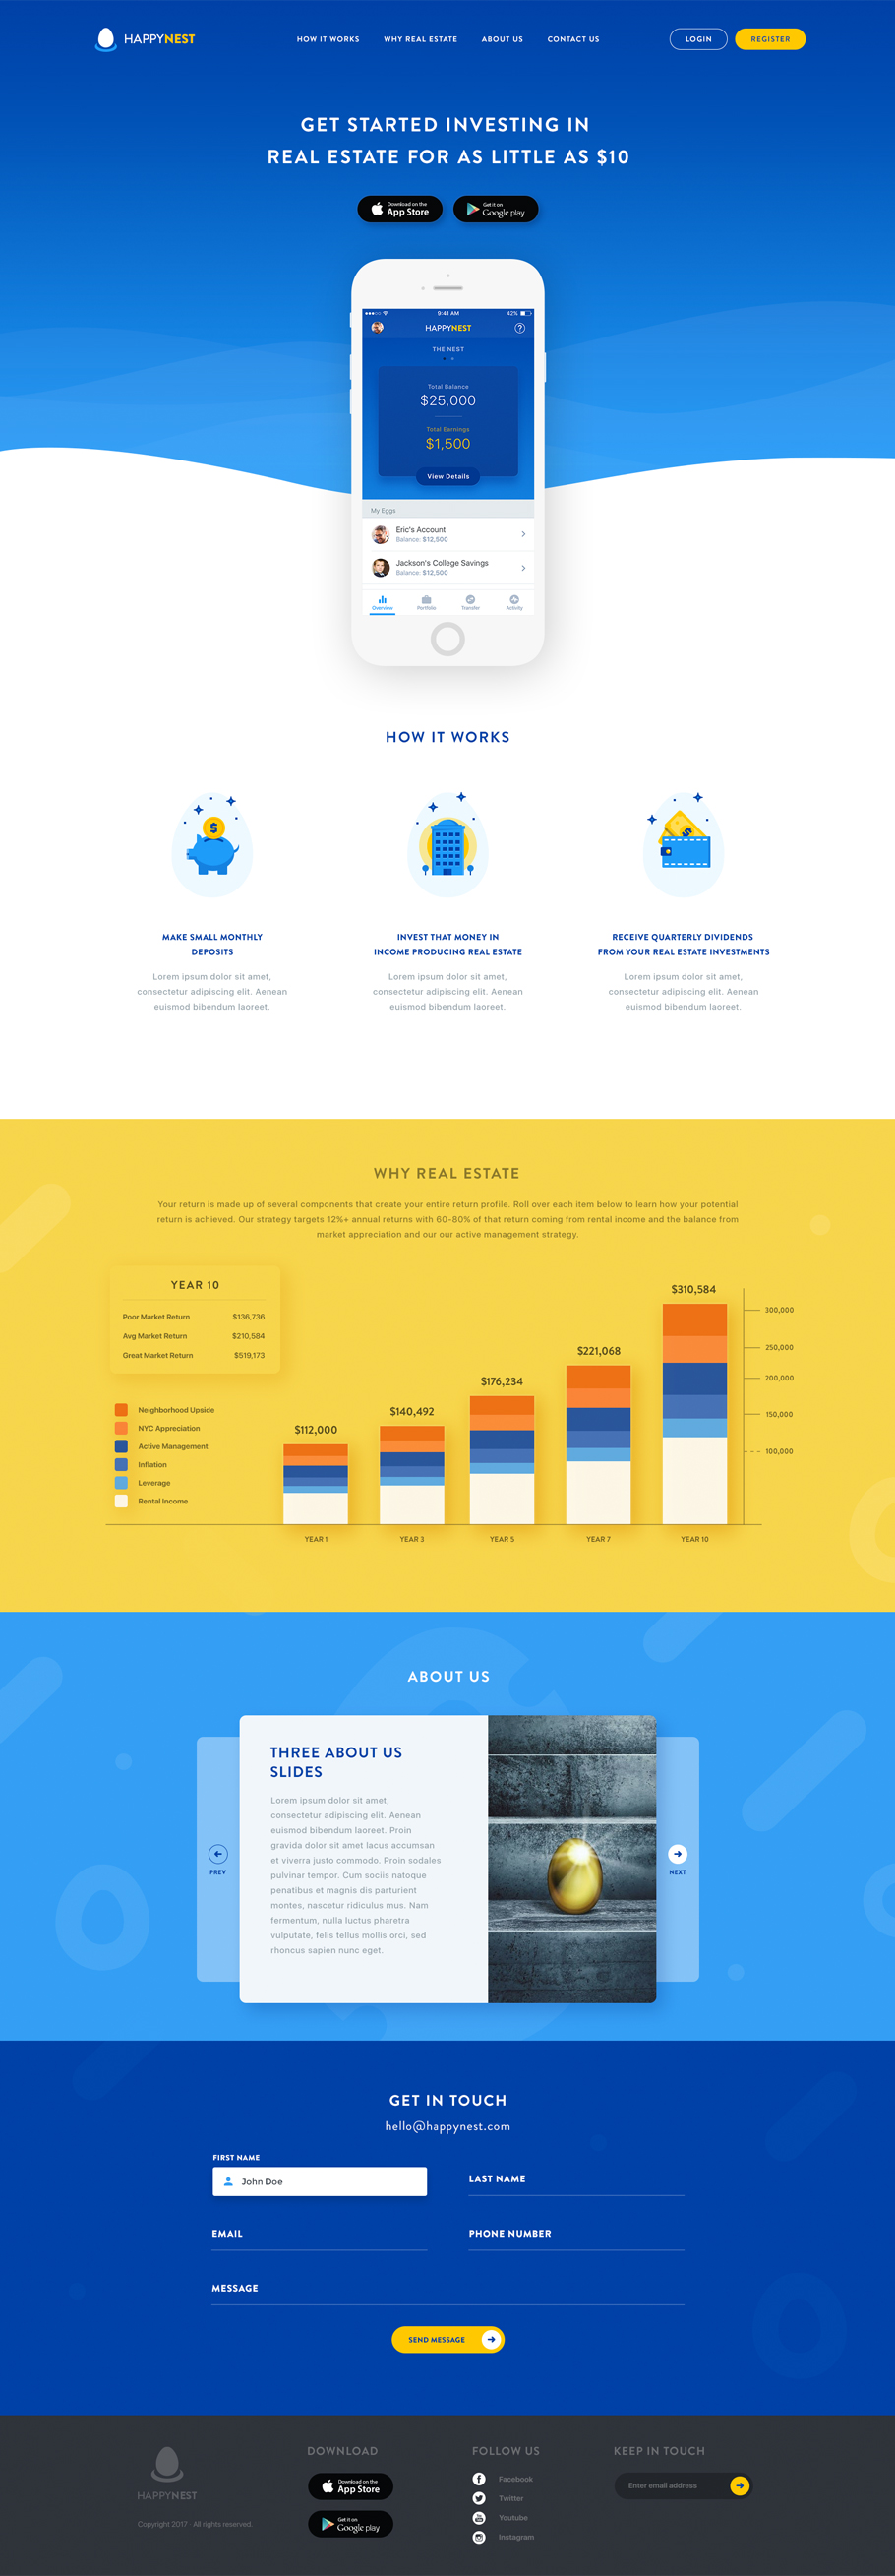 HAPPYNEST
HOW IT WORKS
WHY REAL ESTATE
ABOUT US
CONTACT US
LOGIN
REGISTER
GET STARTED INVESTING IN
REAL ESTATE FOR AS LITTLE AS $10
Download on the
App Store
Get it on
Google play
9:41 AM
42%
HAPPYNEST
?
THE NEST
Total Balance
$25,000
Total Earnings
$1,500
View Details
My Eggs
Eric's Account
Balance: $12,500
Jackson's College Savings
Balance: $12,500
Overview
Portfolio
Transfer
Activity
HOW IT WORKS
$
$
MAKE SMALL MONTHLY
DEPOSITS
Lorem ipsum dolor sit amet,
consectetur adipiscing elit. Aenean
euismod bibendum laoreet.
INVEST THAT MONEY IN
INCOME PRODUCING REAL ESTATE
Lorem ipsum dolor sit amet,
consectetur adipiscing elit. Aenean
euismod bibendum laoreet.
RECEIVE QUARTERLY DIVIDENDS
FROM YOUR REAL ESTATE INVESTMENTS
Lorem ipsum dolor sit amet,
consectetur adipiscing elit. Aenean
euismod bibendum laoreet.
WHY REAL ESTATE
Your return is made up of several components that create your entire return profile. Roll over each item below to learn how your potential
return is achieved. Our strategy targets 12%+ annual returns with 60-80% of that return coming from rental income and the balance from
market appreciation and our our active management strategy.
YEAR 10
Poor Market Return $136,736
Avg Market Return $210,584
Great Market Return $519,173
Neighborhood Upside
NYC Appreciation
Active Management
Inflation
Leverage
Rental Income
$112,000
$140,492
$176,234
$221,068
$310,584
300,000
250,000
200,000
150,000
100,000
YEAR 1
YEAR 3
YEAR 5
YEAR 7
YEAR 10
ABOUT US
THREE ABOUT US
SLIDES
Lorem ipsum dolor sit amet,
consectetur adipiscing elit. Aenean
euismod bibendum laoreet. Proin
gravida dolor sit amet lacus accumsan
et viverra justo commodo. Proin sodales
pulvinar tempor. Cum sociis natoque
penatibus et magnis dis parturient
montes, nascetur ridiculus mus. Nam
fermentum, nulla luctus pharetra
vulputate, felis tellus mollis orci, sed
rhoncus sapien nunc eget.
PREV
NEXT
GET IN TOUCH
hello@happynest.com
FIRST NAME
John Doe
LAST NAME
EMAIL
PHONE NUMBER
MESSAGE
SEND MESSAGE
HAPPYNEST
Copyright 2017 · All rights reserved.
DOWNLOAD
Download on the
App Store
Get it on
Google play
FOLLOW US
Facebook
Twitter
Youtube
Instagram
KEEP IN TOUCH
Enter email address